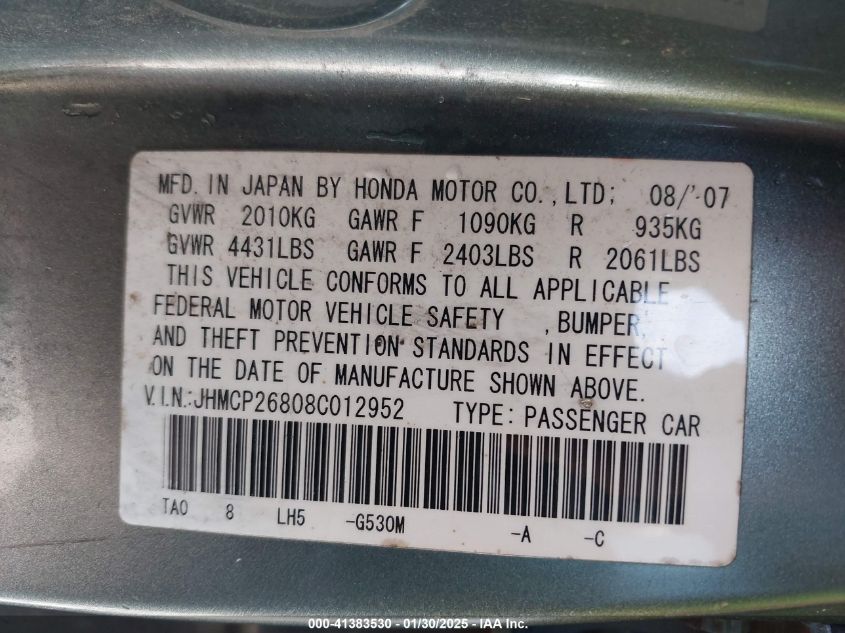 MFD. IN JAPAN BY HONDA MOTOR CO.,LTD; 08/'07
GVWR 2010KG GAWR F 1090KG R 935KG
GVWR 4431LBS GAWR F 2403LBS R 2061LBS
THIS VEHICLE CONFORMS TO ALL APPLICABLE
FEDERAL MOTOR VEHICLE SAFETY , BUMPER,
AND THEFT PREVENTION STANDARDS IN EFFECT
ON THE DATE OF MANUFACTURE SHOWN ABOVE.
V.I.N.:JHMCP26808C012952 TYPE: PASSENGER CAR
TA0 8 LH5 -G530M -A -C
000-41383530 - 01/30/2025 - IAA Inc.